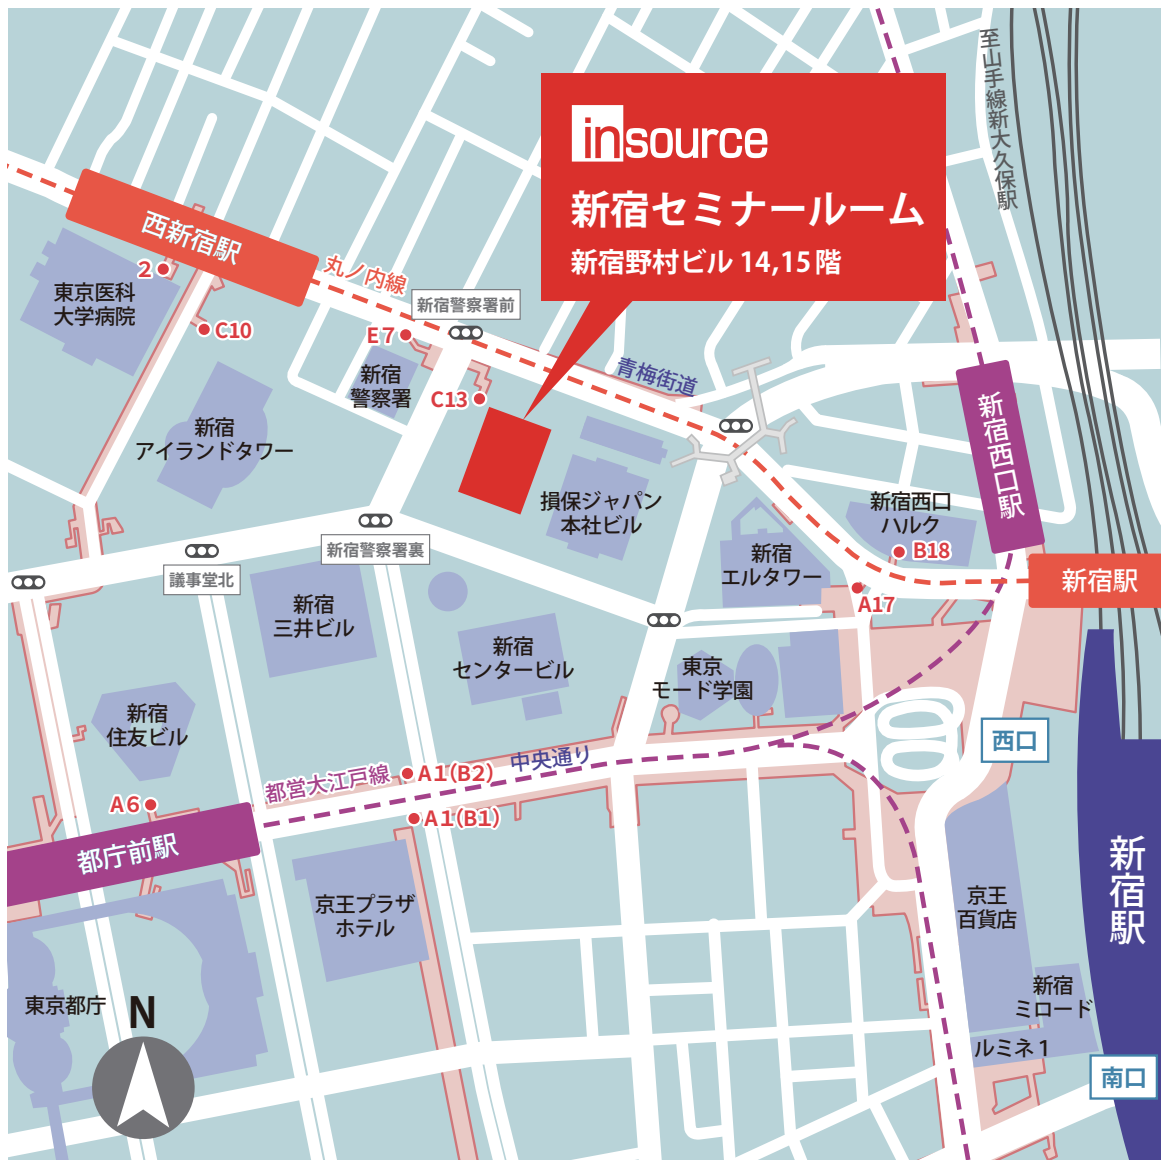 至山手線新大久保駅
insource
新宿セミナールーム
新宿野村ビル 14,15階
西新宿駅
2
丸ノ内線
東京医科
大学病院
新宿警察署前
C10
E7
新宿
警察署
青梅街道
C13
新宿西口駅
新宿
アイランドタワー
損保ジャパン
本社ビル
新宿西口
ハルク
B18
新宿警察署裏
新宿
エルタワー
議事堂北
新宿駅
A17
新宿
三井ビル
新宿
センタービル
東京
モード学園
新宿
住友ビル
西口
中央通り
都営大江戸線
A1(B2)
A6
A1(B1)
都庁前駅
新宿駅
京王プラザ
ホテル
京王
百貨店
東京都庁
N
新宿
ミロード
ルミネ1
南口